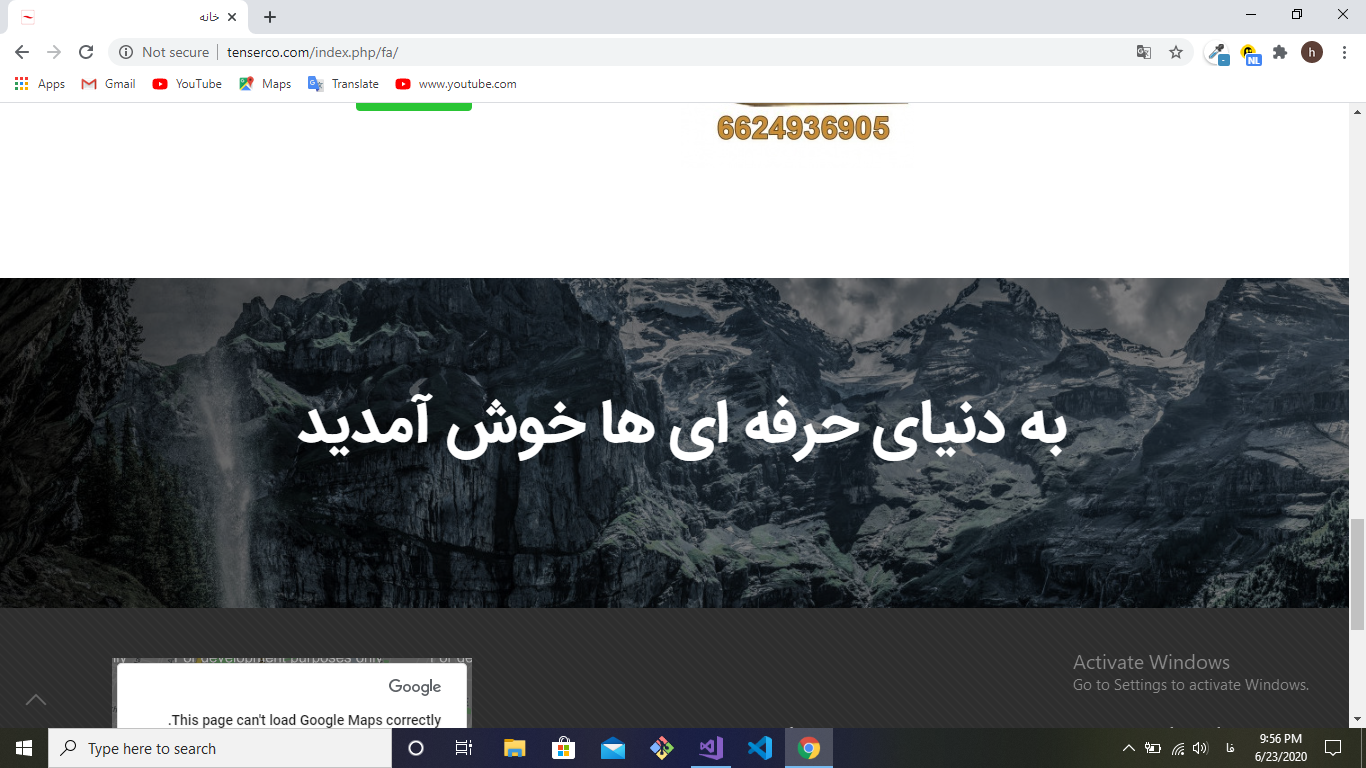 خانه
Not secure
tenserco.com/index.php/fa/
h
NL
Apps
Gmail
YouTube
Maps
Translate
www.youtube.com
6624936905
به دنیای حرفه ای ها خوش آمدید
Activate Windows
Go to Settings to activate Windows.
For development purposes only
Google
This page can't load Google Maps correctly.
Type here to search
فا
9:56 PM
6/23/2020